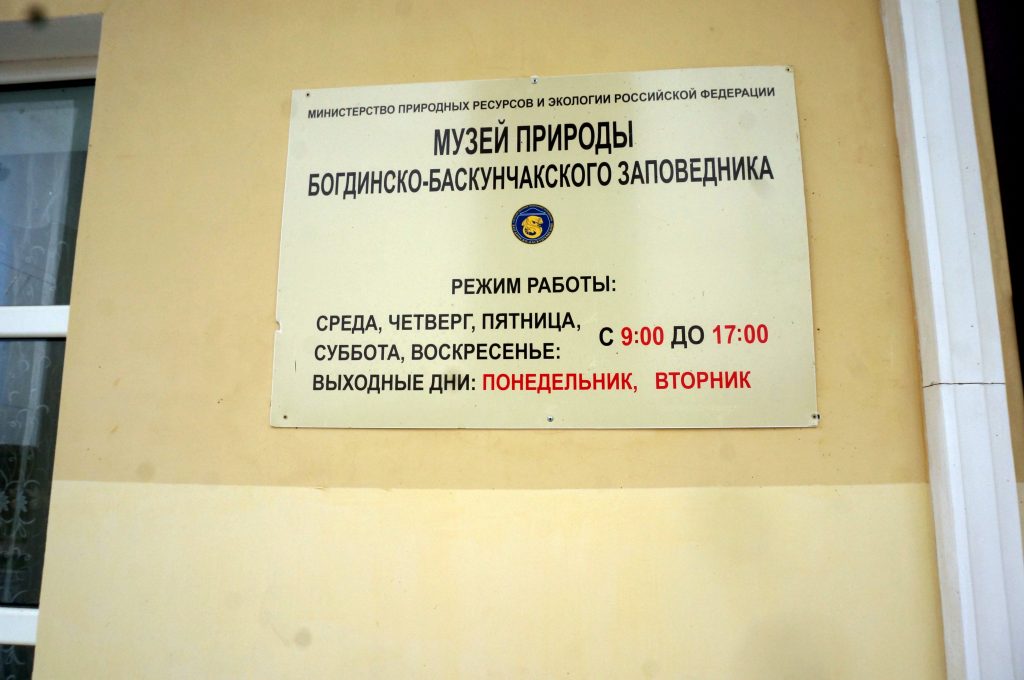 МИНИСТЕРСТВО ПРИРОДНЫХ РЕСУРСОВ И ЭКОЛОГИИ РОССИЙСКОЙ ФЕДЕРАЦИИ
МУЗЕЙ ПРИРОДЫ
БОГДИНСКО-БАСКУНЧАКСКОГО ЗАПОВЕДНИКА
РЕЖИМ РАБОТЫ:
СРЕДА, ЧЕТВЕРГ, ПЯТНИЦА,
СУББОТА, ВОСКРЕСЕНЬЕ:
С 9:00 ДО 17:00
ВЫХОДНЫЕ ДНИ: ПОНЕДЕЛЬНИК, ВТОРНИК